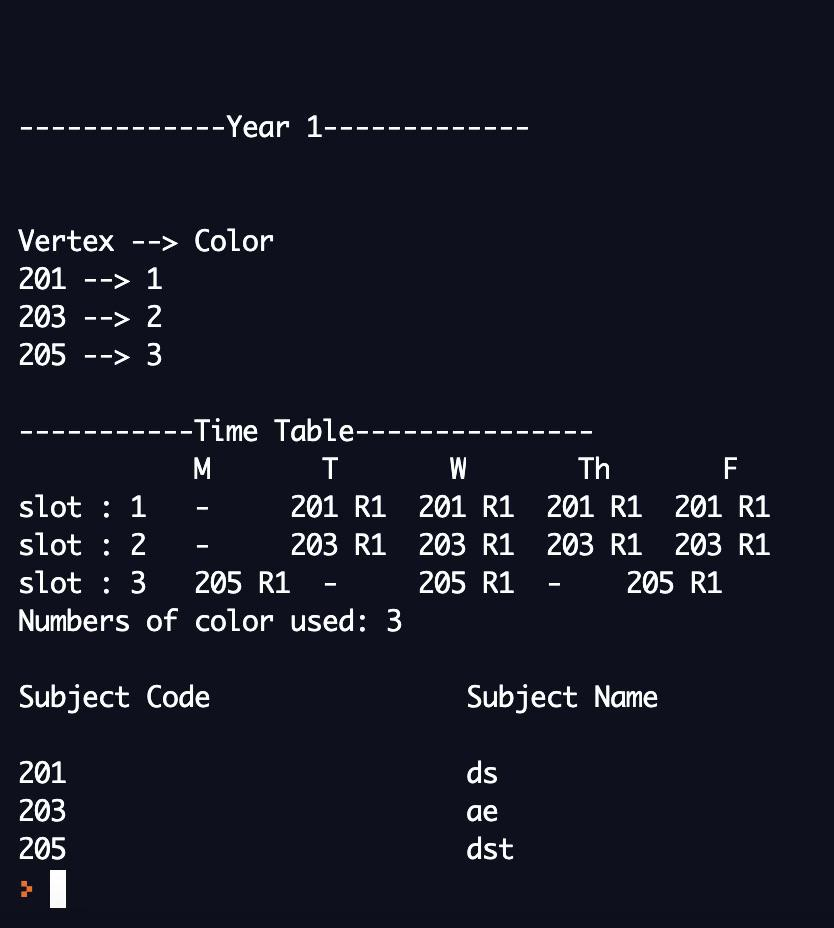 -------------Year 1-------------
Vertex --> Color
201 --> 1
203 --> 2
205 --> 3
-----------Time Table---------------
           M       T       W       Th       F
slot : 1   -     201 R1  201 R1  201 R1  201 R1
slot : 2   -     203 R1  203 R1  203 R1  203 R1
slot : 3   205 R1  -     205 R1  -    205 R1
Numbers of color used: 3
Subject Code                Subject Name
201                         ds
203                         ae
205                         dst